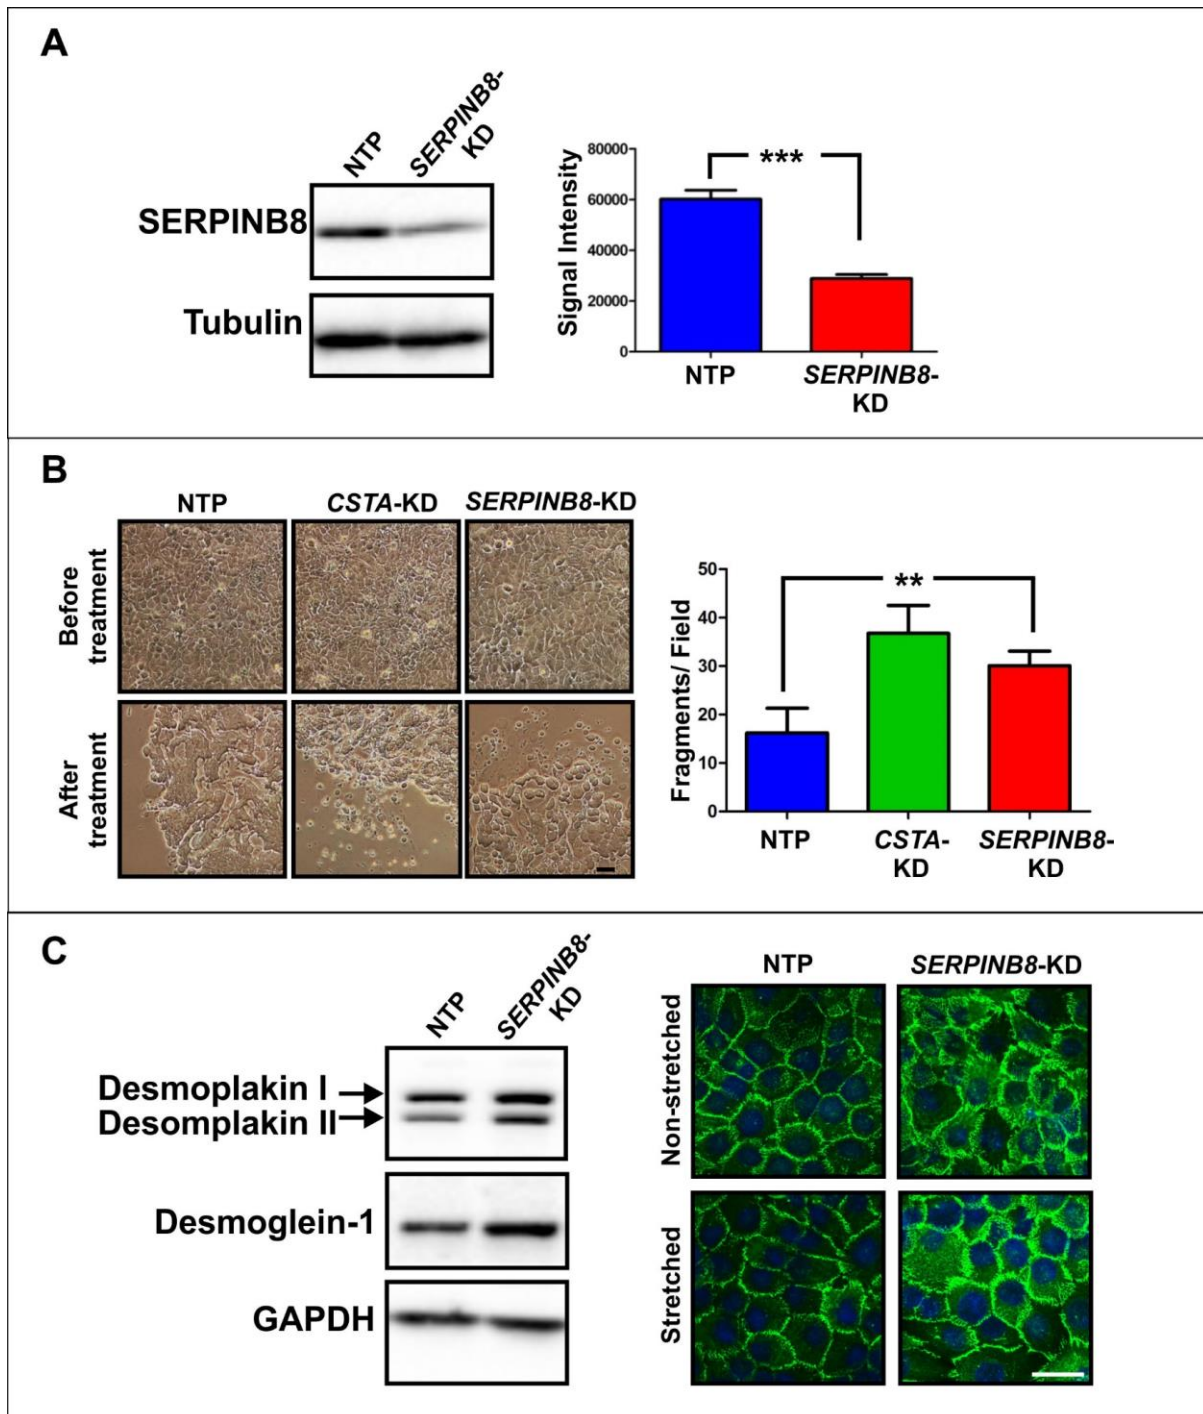 A
NTP
SERPINB8-
KD
SERPINB8
Tubulin
Signal Intensity
80000
60000
40000
20000
0
***
NTP
SERPINB8-
KD
B
NTP
CSTA-KD
SERPINB8-KD
Before
treatment
After
treatment
Fragments/ Field
50
40
30
20
10
0
**
NTP
CSTA-
KD
SERPINB8-
KD
C
NTP
SERPINB8-
KD
Desmoplakin I
Desomplakin II
Desmoglein-1
GAPDH
NTP
SERPINB8-KD
Non-stretched
Stretched